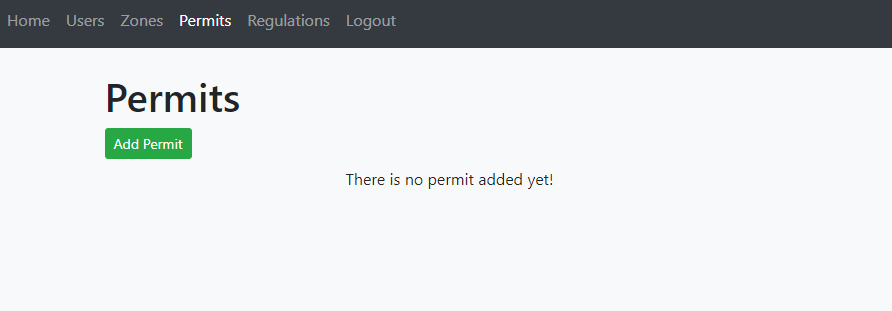 Home Users Zones Permits Regulations Logout
Permits
Add Permit
There is no permit added yet!